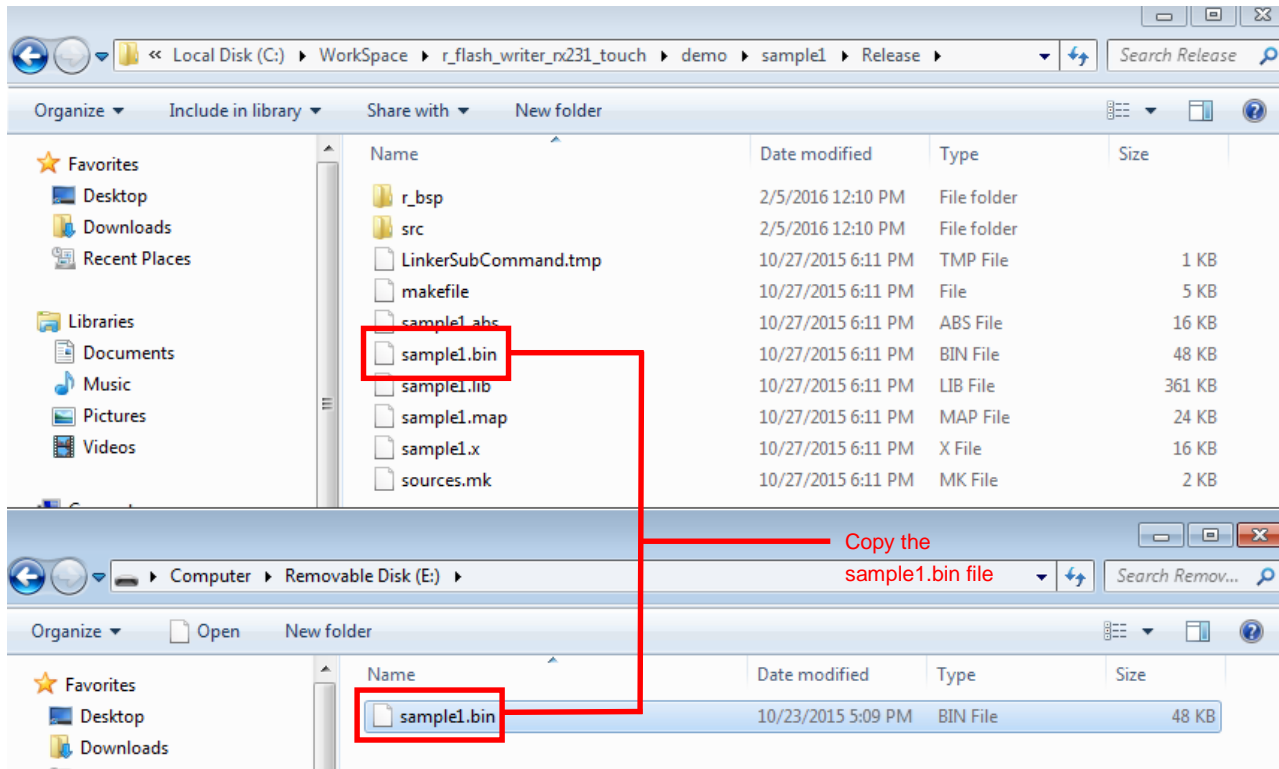 « Local Disk (C:) ▸ WorkSpace ▸ r_flash_writer_rx231_touch ▸ demo ▸ sample1 ▸ Release ▸ Search Release
Organize Include in library Share with New folder
Name Date modified Type Size
Favorites
Desktop
Downloads
Recent Places
Libraries
Documents
Music
Pictures
Videos
r_bsp 2/5/2016 12:10 PM File folder
src 2/5/2016 12:10 PM File folder
LinkerSubCommand.tmp 10/27/2015 6:11 PM TMP File 1 KB
makefile 10/27/2015 6:11 PM File 5 KB
sample1.abs 10/27/2015 6:11 PM ABS File 16 KB
sample1.bin 10/27/2015 6:11 PM BIN File 48 KB
sample1.lib 10/27/2015 6:11 PM LIB File 361 KB
sample1.map 10/27/2015 6:11 PM MAP File 24 KB
sample1.x 10/27/2015 6:11 PM X File 16 KB
sources.mk 10/27/2015 6:11 PM MK File 2 KB
Copy the
sample1.bin file
▸ Computer ▸ Removable Disk (E:) ▸ Search Remov...
Organize Open New folder
Name Date modified Type Size
Favorites
Desktop
Downloads
sample1.bin 10/23/2015 5:09 PM BIN File 48 KB